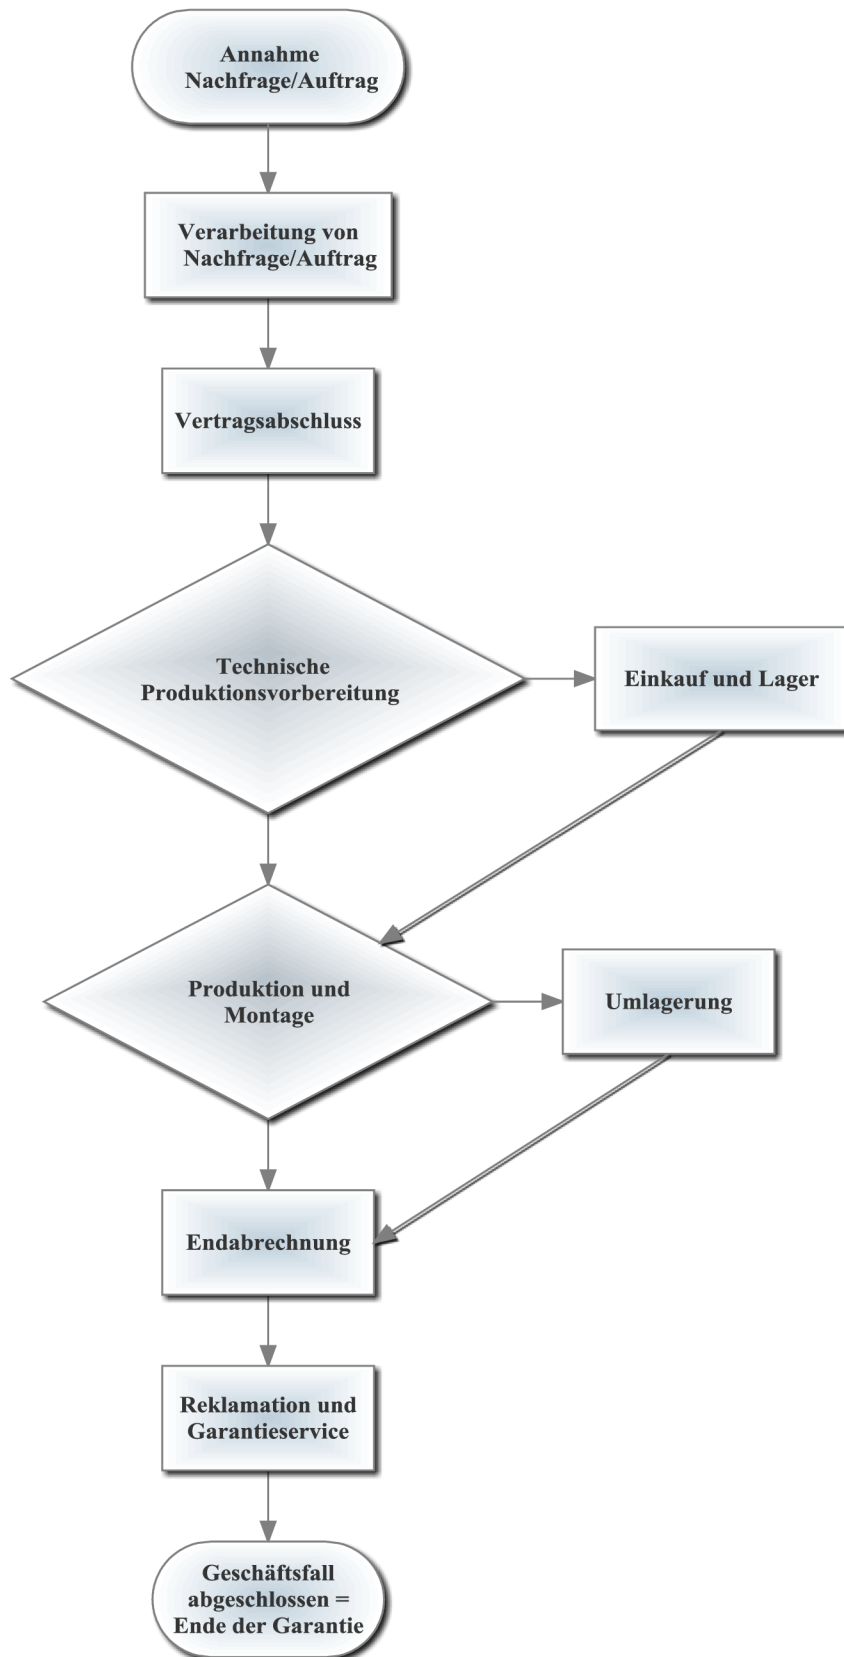 Annahme
Nachfrage/Auftrag
Verarbeitung von
Nachfrage/Auftrag
Vertragsabschluss
Technische
Produktionsvorbereitung
Einkauf und Lager
Produktion und
Montage
Umlagerung
Endabrechnung
Reklamation und
Garantieservice
Geschäftsfall
abgeschlossen =
Ende der Garantie